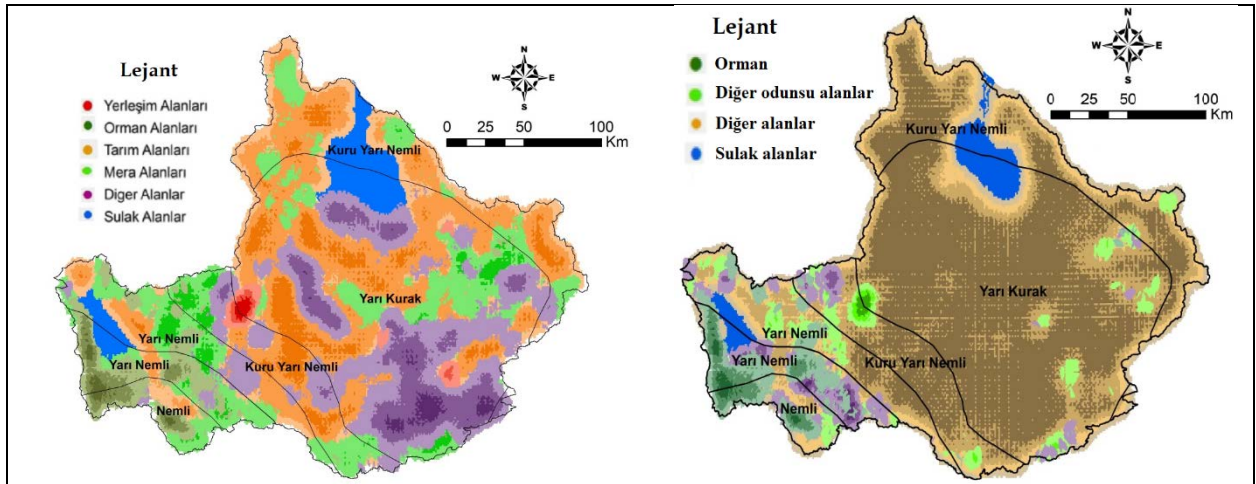 Lejant
Yerleşim Alanları
Orman Alanları
Tarım Alanları
Mera Alanları
Diger Alanlar
Sulak Alanlar
N
W E
S
0 25 50 100
Km
Kuru Yarı Nemli
Yarı Kurak
Yarı Nemli
Yarı Nemli
Kuru Yarı Nemli
Nemli
Lejant
Orman
Diğer odunsu alanlar
Diğer alanlar
Sulak alanlar
N
W E
S
0 25 50 100
Km
Kuru Yarı Nemli
Yarı Kurak
Yarı Nemli
Yarı Nemli
Kuru Yarı Nemli
Nemli